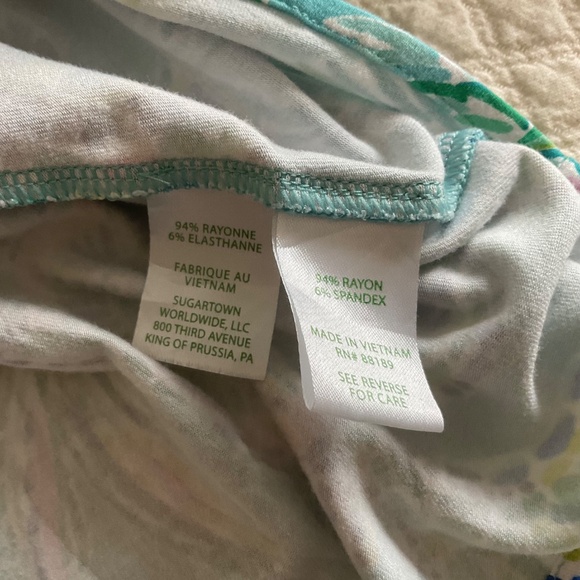 94% RAYONNE
6% ELASTHANNE
FABRIQUE AU
VIETNAM
SUGARTOWN
WORLDWIDE, LLC
800 THIRD AVENUE
KING OF PRUSSIA, PA
94% RAYON
6% SPANDEX
MADE IN VIETNAM
RN# 88189
SEE REVERSE
FOR CARE